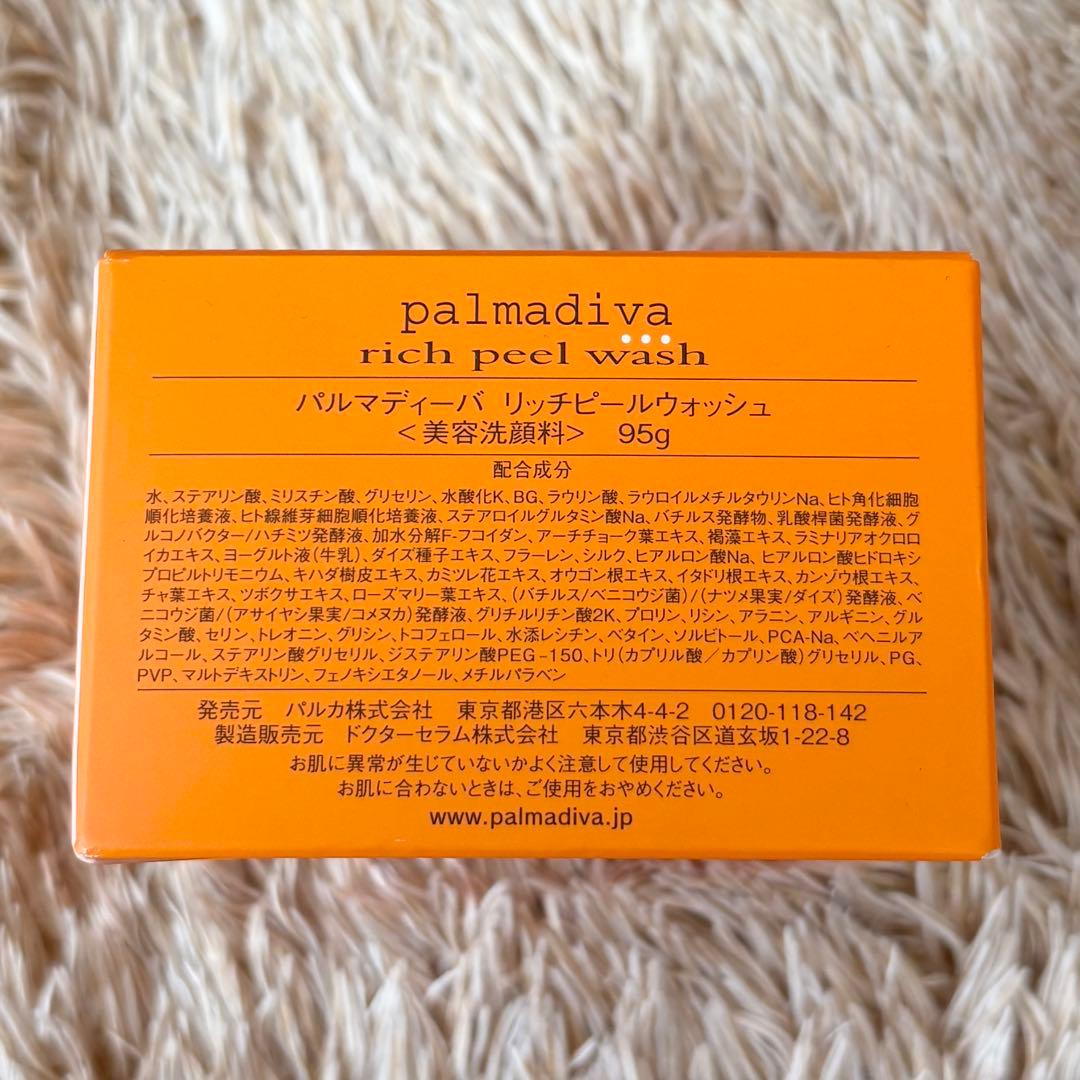 palmadiva
rich peel wash
パルマディーバ リッチピールウォッシュ
＜美容洗顔料＞ 95g
配合成分
水、ステアリン酸、ミリスチン酸、グリセリン、水酸化K、BG、ラウリン酸、ラウロイルメチルタウリンNa、ヒト角化細胞
順化培養液、ヒト線維芽細胞順化培養液、ステアロイルグルタミン酸Na、バチルス発酵物、乳酸桿菌発酵液、グ
ルコノバクター/ハチミツ発酵液、加水分解F-フコイダン、アーチチョーク葉エキス、褐藻エキス、ラミナリアオクロロ
イカエキス、ヨーグルト液(牛乳)、ダイズ種子エキス、フラーレン、シルク、ヒアルロン酸Na、ヒアルロン酸ヒドロキシ
プロピルトリモニウム、キハダ樹皮エキス、カミツレ花エキス、オウゴン根エキス、イタドリ根エキス、カンゾウ根エキス、
チャ葉エキス、ツボクサエキス、ローズマリー葉エキス、(バチルス/ベニコウジ菌)/(ナツメ果実/ダイズ)発酵液、ベ
ニコウジ菌/(アサイヤシ果実/コメヌカ)発酵液、グリチルリチン酸2K、プロリン、リシン、アラニン、アルギニン、グル
タミン酸、セリン、トレオニン、グリシン、トコフェロール、水添レシチン、ベタイン、ソルビトール、PCA-Na、ベヘニルア
ルコール、ステアリン酸グリセリル、ジステアリン酸PEG-150、トリ(カプリル酸／カプリン酸)グリセリル、PG、
PVP、マルトデキストリン、フェノキシエタノール、メチルパラベン
発売元 パルカ株式会社 東京都港区六本木4-4-2 0120-118-142
製造販売元 ドクターセラム株式会社 東京都渋谷区道玄坂1-22-8
お肌に異常が生じていないかよく注意して使用してください。
お肌に合わないときは、ご使用をおやめください。
www.palmadiva.jp